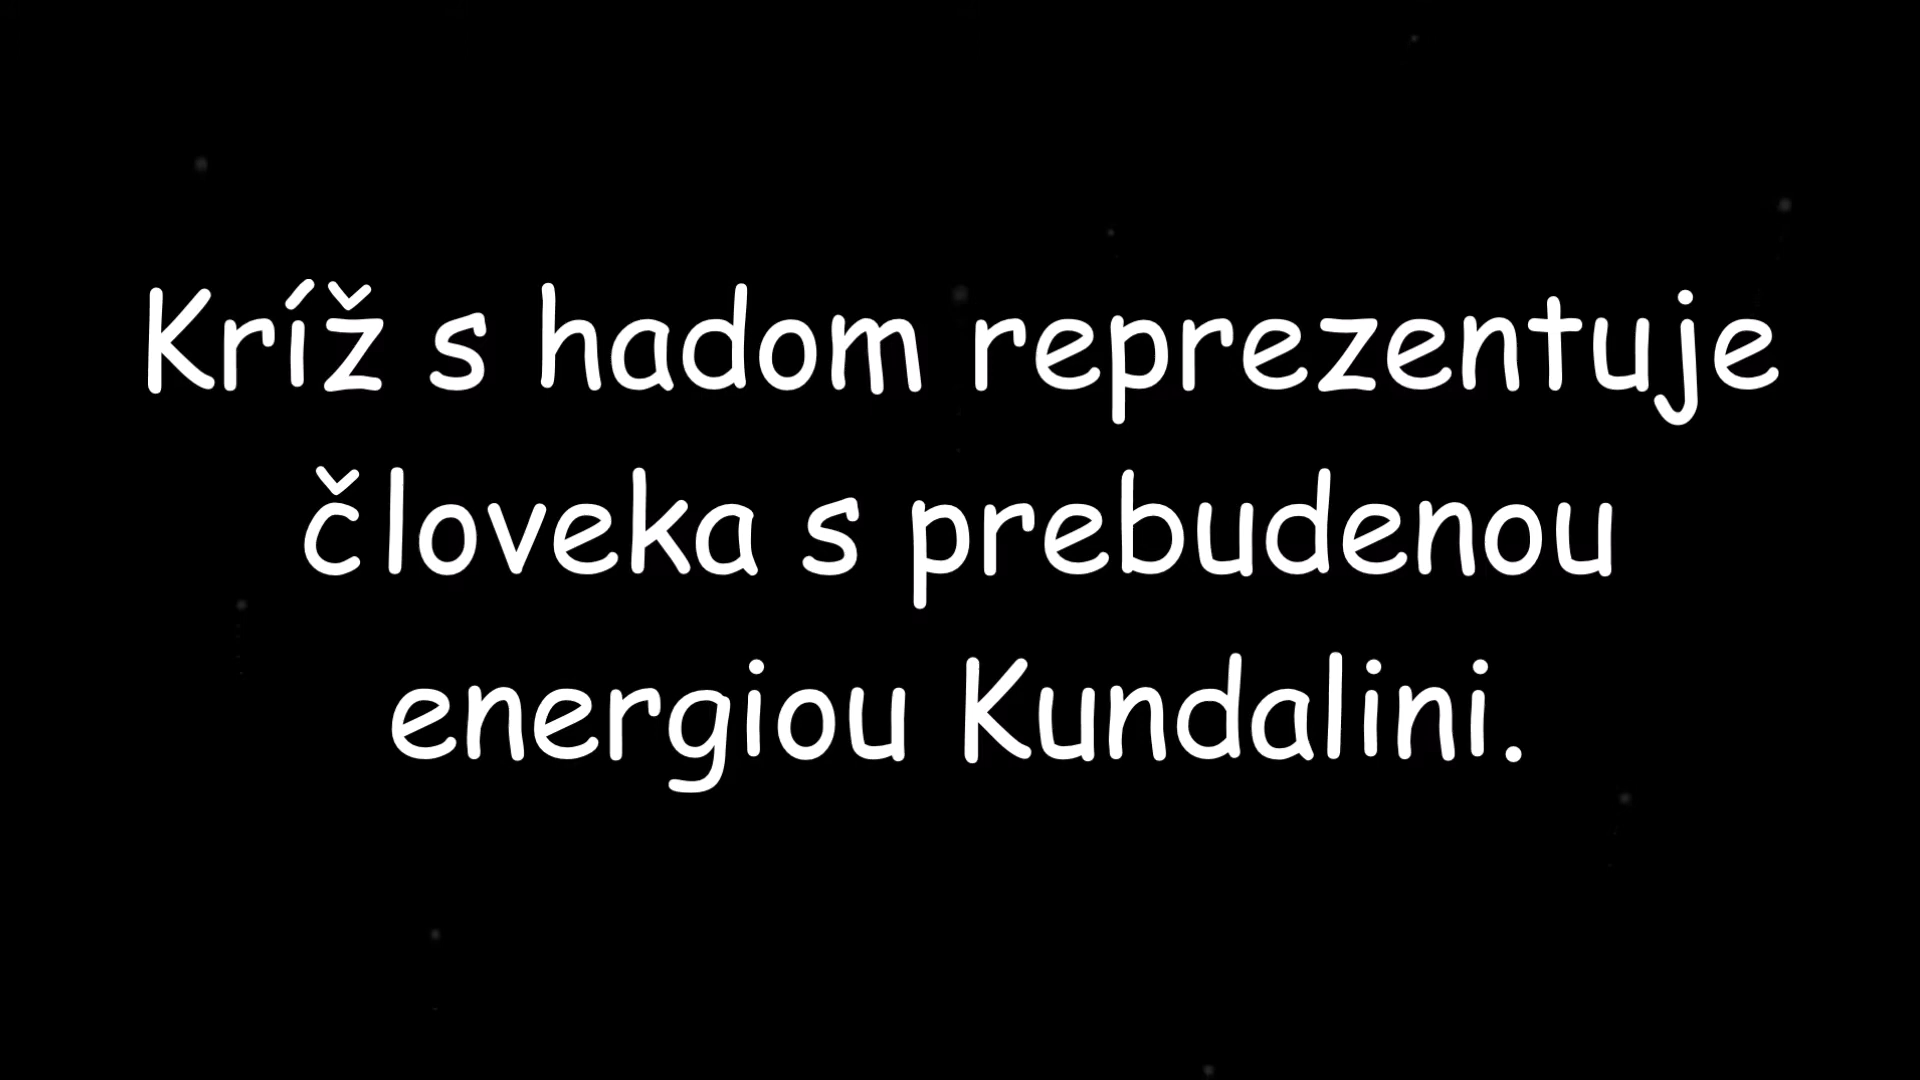 Kríž s hadom reprezentuje
človeka s prebudenou
energiou Kundalini.